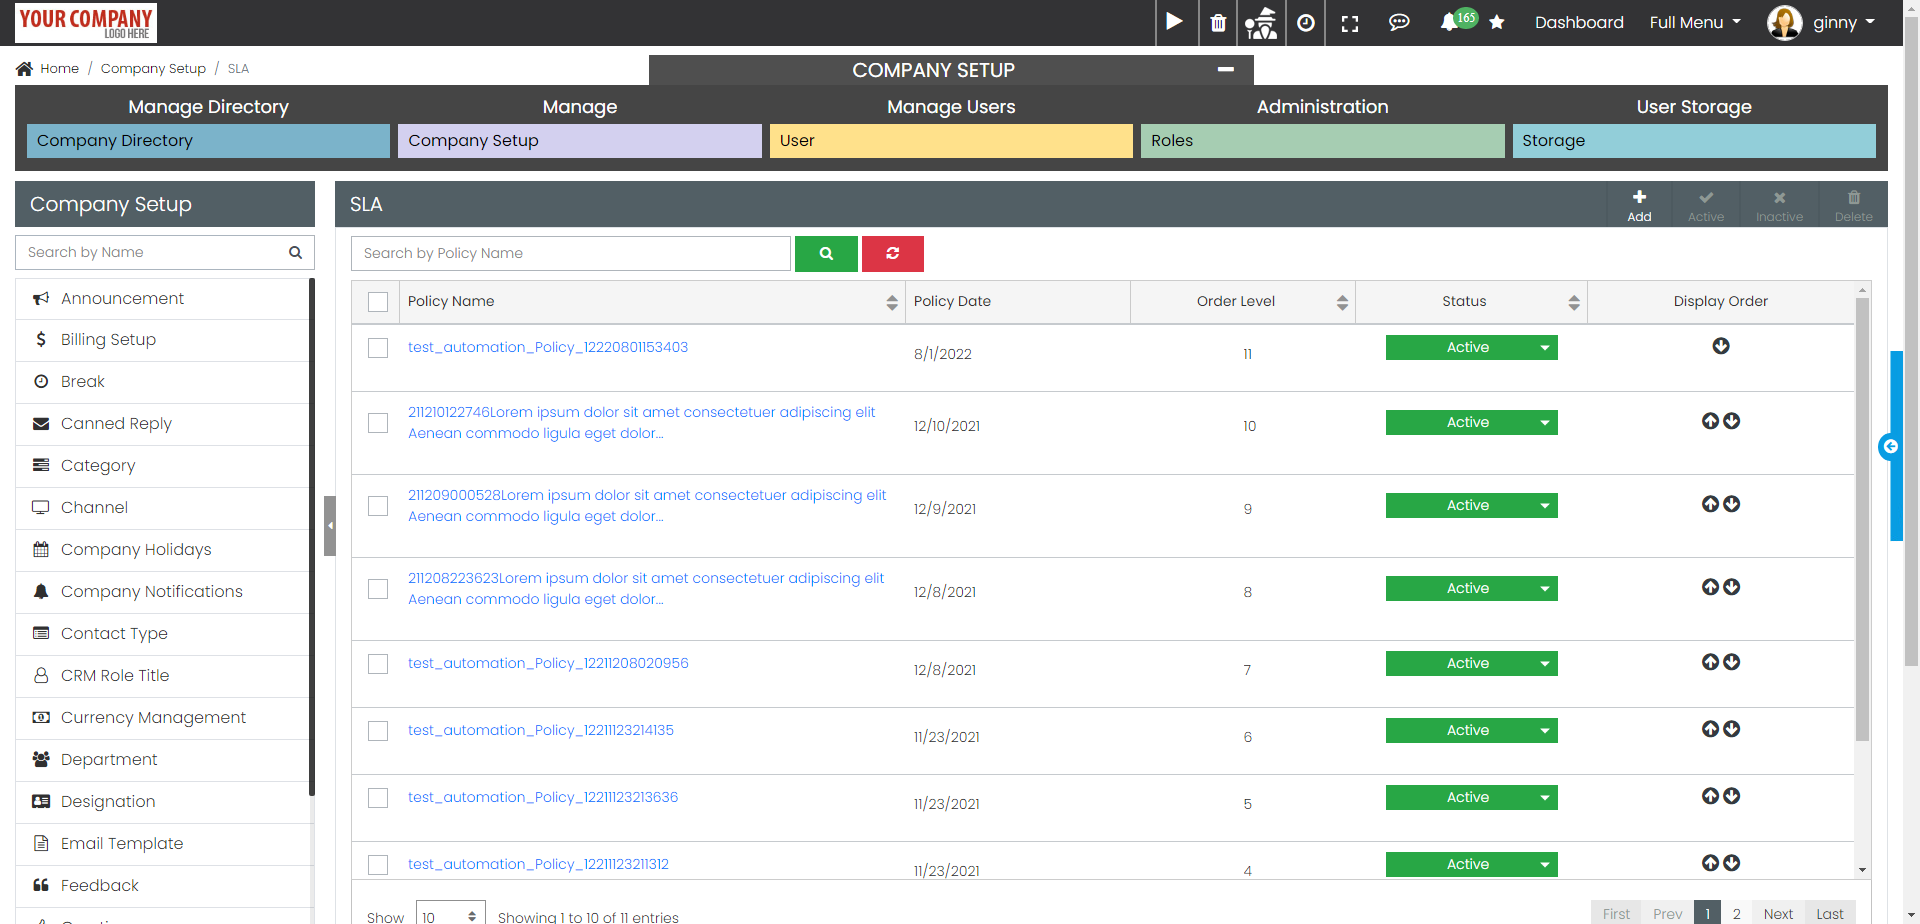 YOUR COMPANY
LOGO HERE
165
Dashboard
Full Menu
ginny
Home / Company Setup / SLA
COMPANY SETUP
Manage Directory
Manage
Manage Users
Administration
User Storage
Company Directory
Company Setup
User
Roles
Storage
Company Setup
Search by Name
Announcement
Billing Setup
Break
Canned Reply
Category
Channel
Company Holidays
Company Notifications
Contact Type
CRM Role Title
Currency Management
Department
Designation
Email Template
Feedback
SLA
Add
Active
Inactive
Delete
Search by Policy Name
Policy Name
Policy Date
Order Level
Status
Display Order
test_automation_Policy_12220801153403
8/1/2022
11
Active
211210122746Lorem ipsum dolor sit amet consectetuer adipiscing elit
Aenean commodo ligula eget dolor...
12/10/2021
10
Active
211209000528Lorem ipsum dolor sit amet consectetuer adipiscing elit
Aenean commodo ligula eget dolor...
12/9/2021
9
Active
211208223623Lorem ipsum dolor sit amet consectetuer adipiscing elit
Aenean commodo ligula eget dolor...
12/8/2021
8
Active
test_automation_Policy_12211208020956
12/8/2021
7
Active
test_automation_Policy_12211123214135
11/23/2021
6
Active
test_automation_Policy_12211123213636
11/23/2021
5
Active
test_automation_Policy_12211123211312
11/23/2021
4
Active
Show 10 Showing 1 to 10 of 11 entries
First Prev 1 2 Next Last